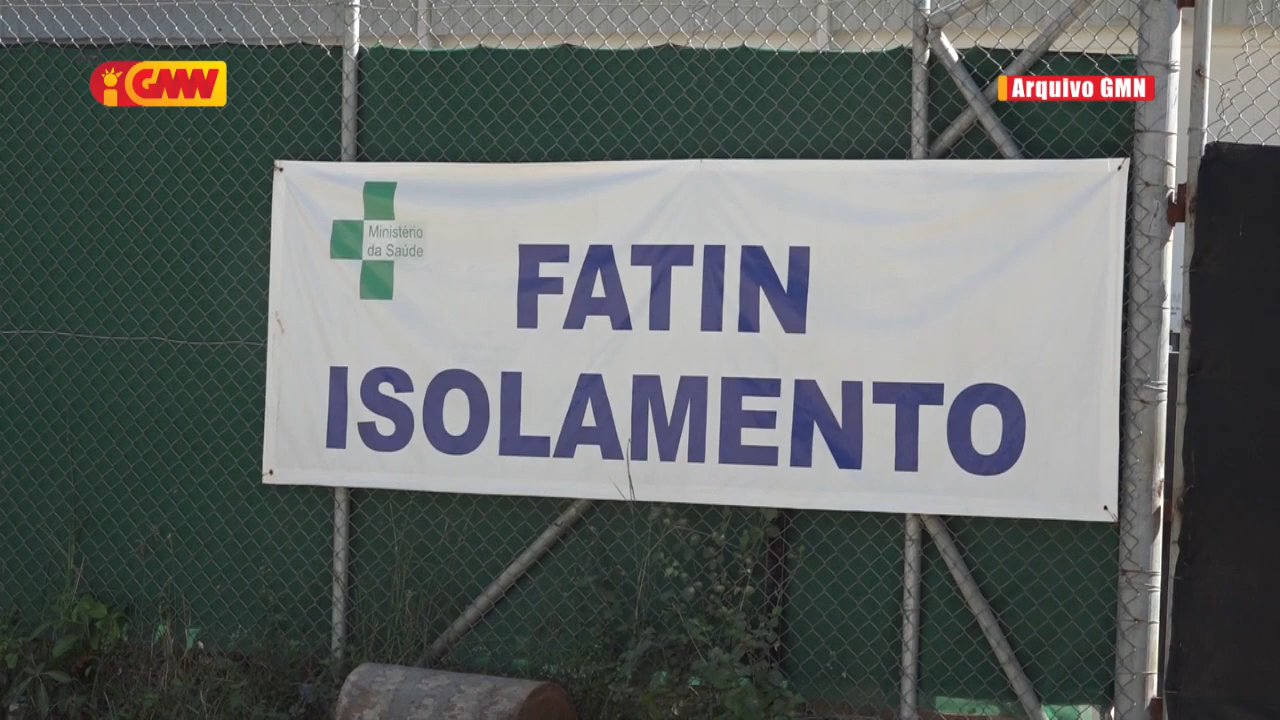 GMN
Arquivo GMN
Ministério
da Saúde
FATIN
ISOLAMENTO